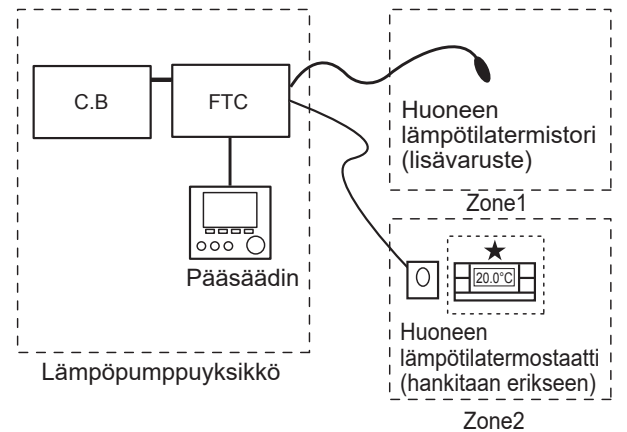 C.B
FTC
Pääsäädin
Lämpöpumppuyksikkö
Huoneen
lämpötilatermistori
(lisävaruste)
Zone1
20.0°C
Huoneen
lämpötilatermostaatti
(hankitaan erikseen)
Zone2